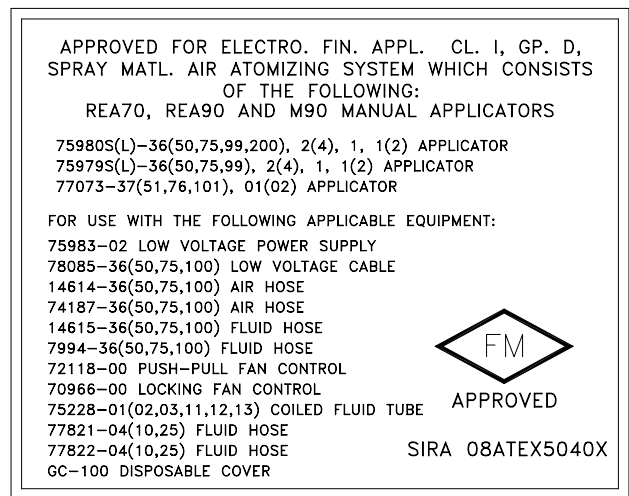 APPROVED FOR ELECTRO. FIN. APPL. CL. I, GP. D,
SPRAY MATL. AIR ATOMIZING SYSTEM WHICH CONSISTS
OF THE FOLLOWING:
REA70, REA90 AND M90 MANUAL APPLICATORS
75980S(L)-36(50,75,99,200), 2(4), 1, 1(2) APPLICATOR
75979S(L)-36(50,75,99), 2(4), 1, 1(2) APPLICATOR
77073-37(51,76,101), 01(02) APPLICATOR
FOR USE WITH THE FOLLOWING APPLICABLE EQUIPMENT:
75983-02 LOW VOLTAGE POWER SUPPLY
78085-36(50,75,100) LOW VOLTAGE CABLE
14614-36(50,75,100) AIR HOSE
74187-36(50,75,100) AIR HOSE
14615-36(50,75,100) FLUID HOSE
7994-36(50,75,100) FLUID HOSE
72118-00 PUSH-PULL FAN CONTROL
70966-00 LOCKING FAN CONTROL
75228-01(02,03,11,12,13) COILED FLUID TUBE
77821-04(10,25) FLUID HOSE
77822-04(10,25) FLUID HOSE
GC-100 DISPOSABLE COVER
FM
APPROVED
SIRA 08ATEX5040X